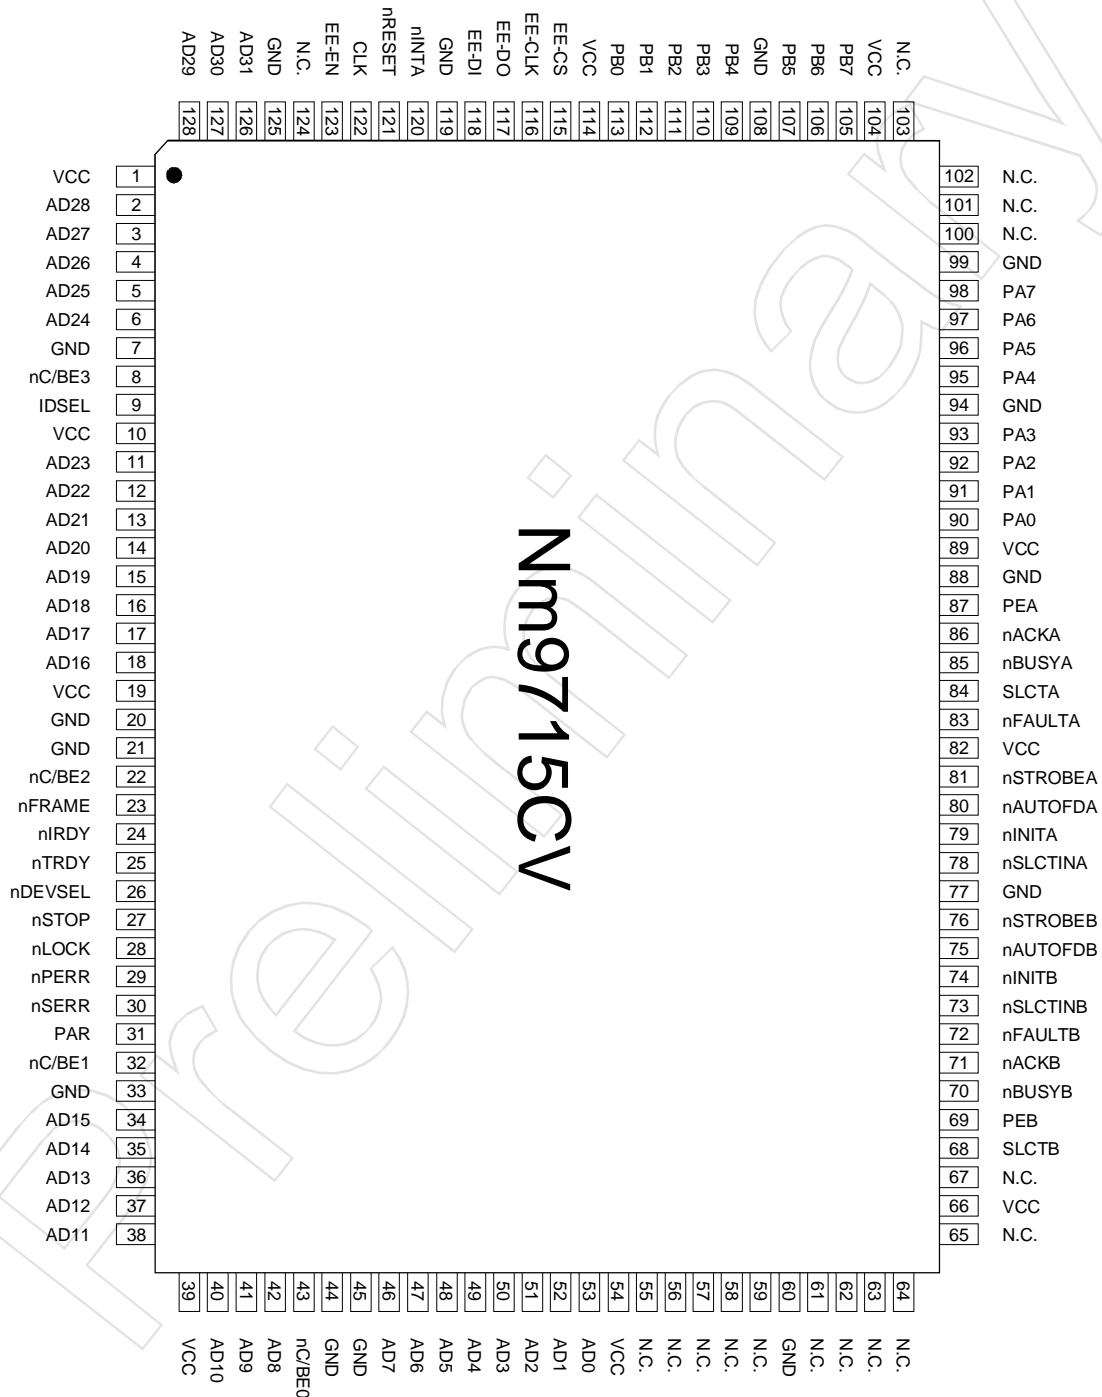 AD29 AD30 AD31 GND N.C. EE-EN CLK nRESET nINTA GND EE-DI EE-DO EE-CLK EE-CS VCC PB0 PB1 PB2 PB3 PB4 GND PB5 PB6 PB7 VCC N.C.
128 127 126 125 124 123 122 121 120 119 118 117 116 115 114 113 112 111 110 109 108 107 106 105 104 103
VCC 1 102 N.C.
AD28 2 101 N.C.
AD27 3 100 N.C.
AD26 4 99 GND
AD25 5 98 PA7
AD24 6 97 PA6
GND 7 96 PA5
nC/BE3 8 95 PA4
IDSEL 9 94 GND
VCC 10 93 PA3
AD23 11 92 PA2
AD22 12 91 PA1
AD21 13 90 PA0
AD20 14 89 VCC
AD19 15 88 GND
AD18 16 87 PEA
AD17 17 86 nACKA
AD16 18 85 nBUSYA
VCC 19 84 SLCTA
GND 20 83 nFAULTA
GND 21 82 VCC
nC/BE2 22 81 nSTROBEA
nFRAME 23 80 nAUTOFDA
nIRDY 24 79 nINITA
nTRDY 25 78 nSLCTINA
nDEVSEL 26 77 GND
nSTOP 27 76 nSTROBEB
nLOCK 28 75 nAUTOFDB
nPERR 29 74 nINITB
nSERR 30 73 nSLCTINB
PAR 31 72 nFAULTB
nC/BE1 32 71 nACKB
GND 33 70 nBUSYB
AD15 34 69 PEB
AD14 35 68 SLCTB
AD13 36 67 N.C.
AD12 37 66 VCC
AD11 38 65 N.C.
Nm9715CV
39 40 41 42 43 44 45 46 47 48 49 50 51 52 53 54 55 56 57 58 59 60 61 62 63 64
VCC AD10 AD9 AD8 nC/BE0 GND GND AD7 AD6 AD5 AD4 AD3 AD2 AD1 AD0 VCC N.C. N.C. N.C. N.C. N.C. GND N.C. N.C. N.C. N.C.
Preliminary